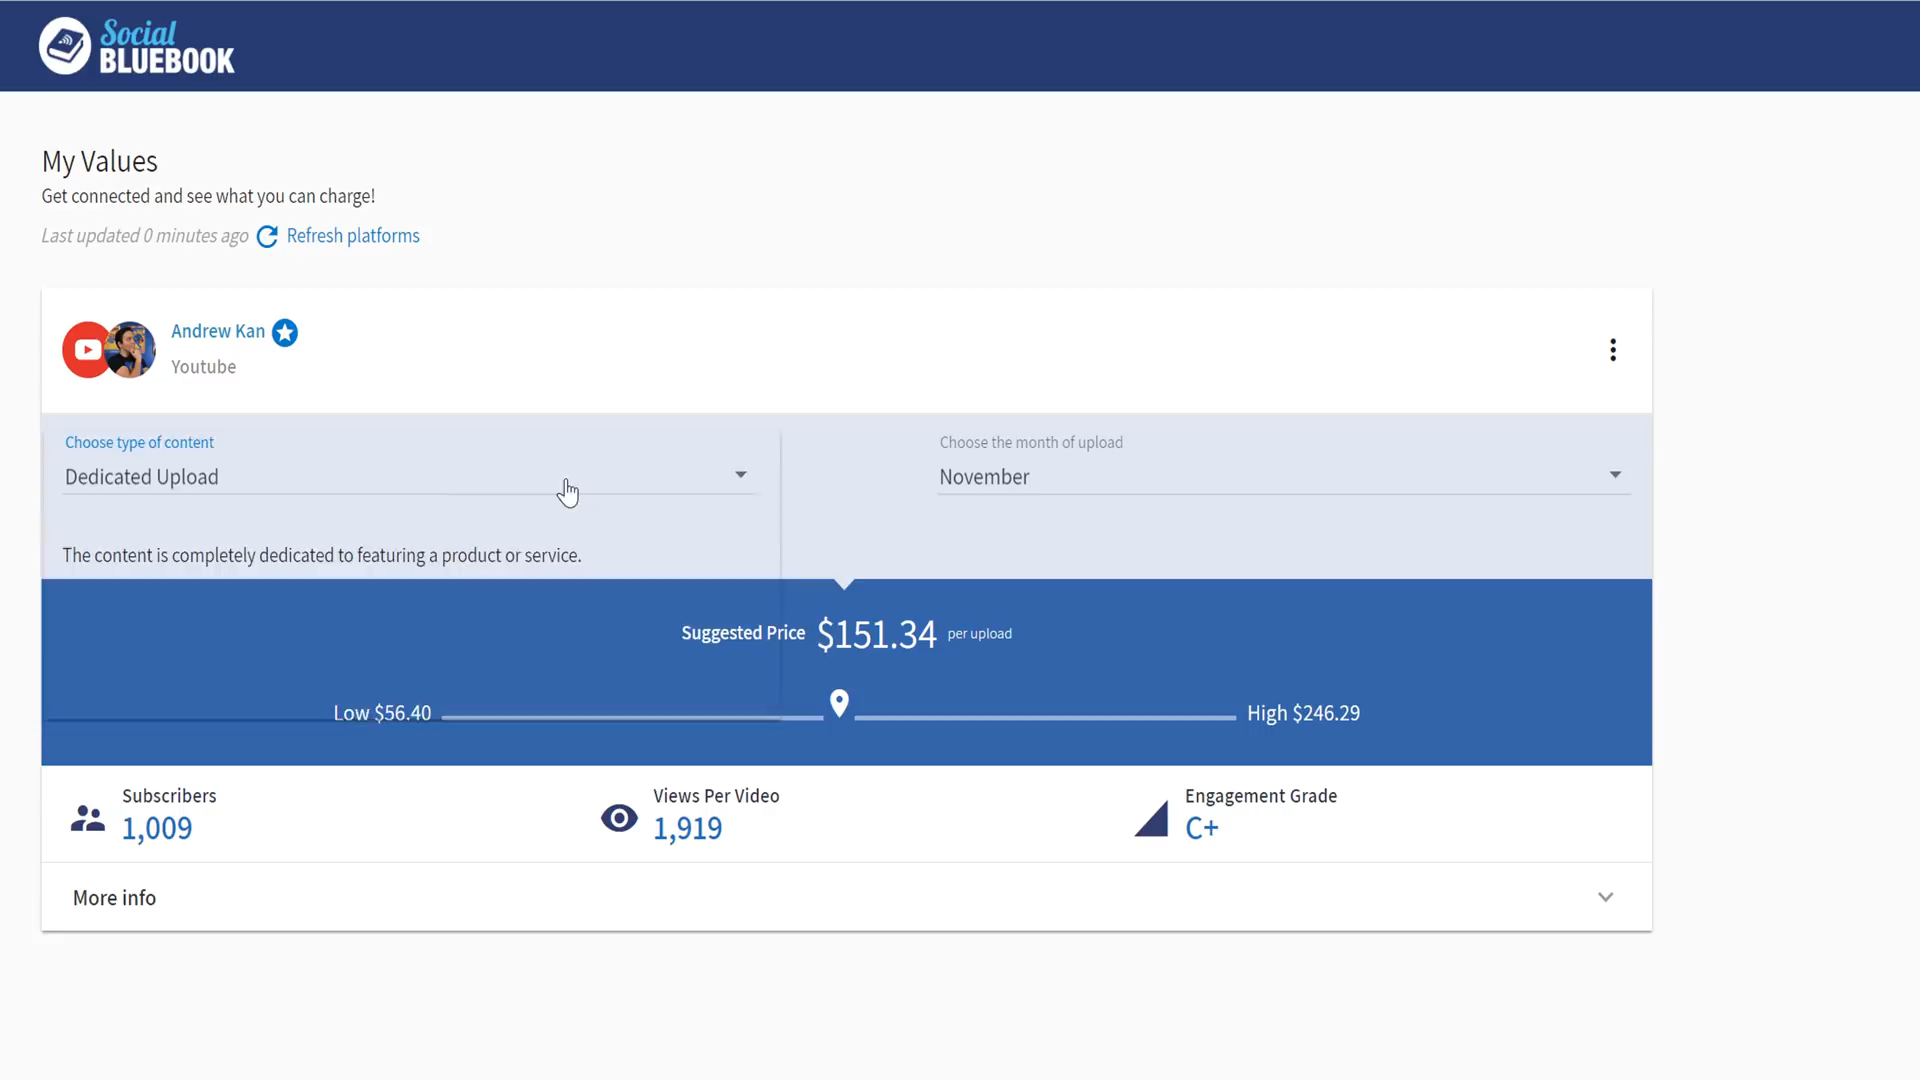 Social
BLUEBOOK
My Values
Get connected and see what you can charge!
Last updated 0 minutes ago Refresh platforms
Andrew Kan
Youtube
Choose type of content
Dedicated Upload
The content is completely dedicated to featuring a product or service.
Choose the month of upload
November
Suggested Price $151.34 per upload
Low $56.40
High $246.29
Subscribers
1,009
Views Per Video
1,919
Engagement Grade
C+
More info